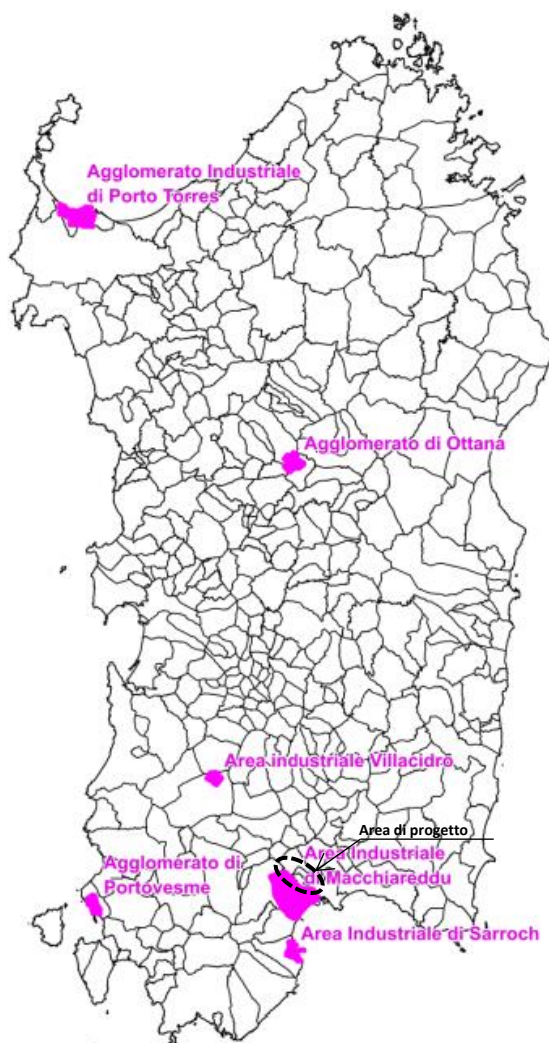 Agglomerato Industriale
di Porto Torres
Agglomerato di Ottana
Area industriale Villacidro
Area di progetto
Area Industriale
di Macchiareddu
Agglomerato di
Portovesme
Area Industriale di Sarroch